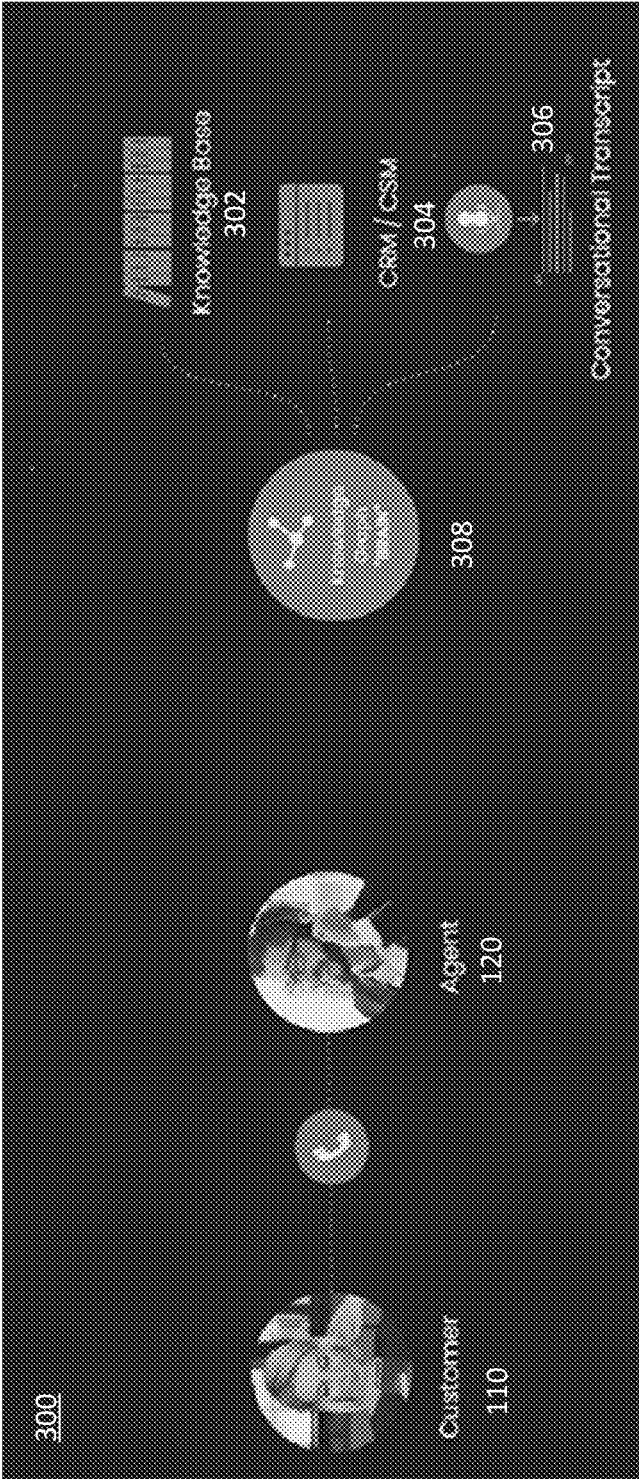 300
Customer
110
Agent
120
308
Knowledge Base
302
CRM / CSM
304
306
Conversational Transcript